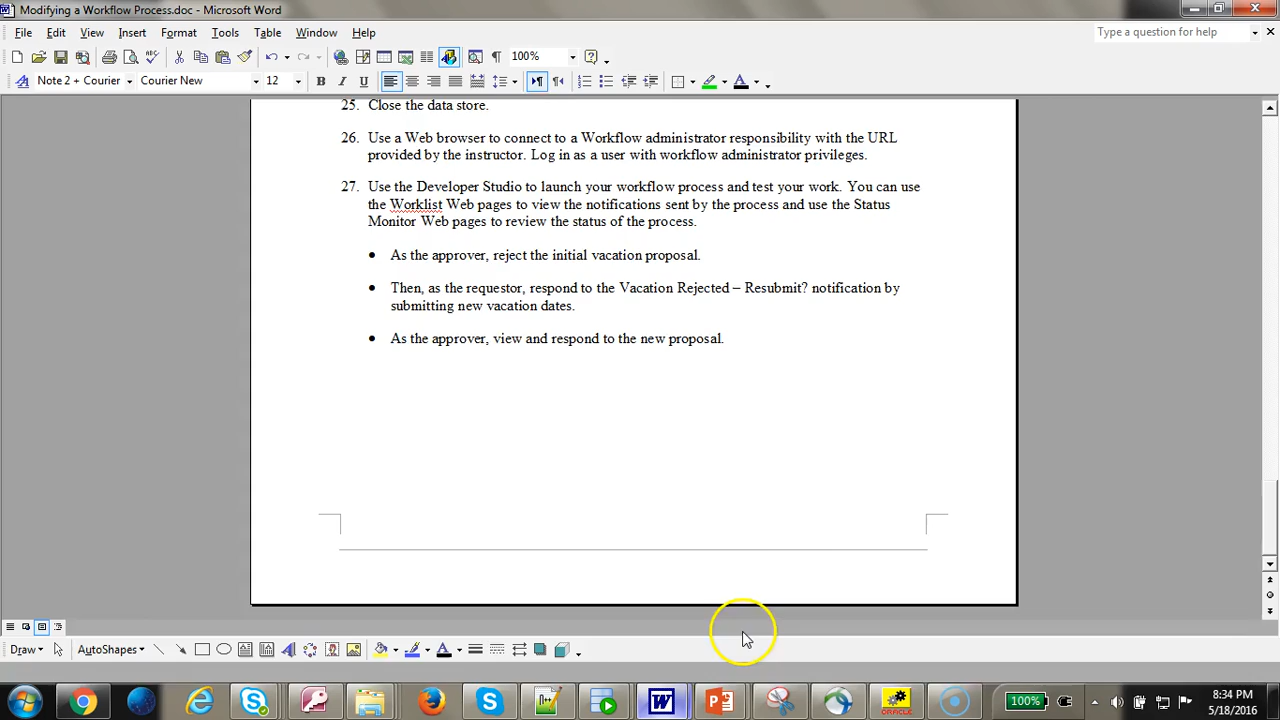 Modifying a Workflow Process.doc - Microsoft Word
File Edit View Insert Format Tools Table Window Help
Type a question for help
100%
Note 2 + Courier Courier New 12 B I U
25. Close the data store.
26. Use a Web browser to connect to a Workflow administrator responsibility with the URL
provided by the instructor. Log in as a user with workflow administrator privileges.
27. Use the Developer Studio to launch your workflow process and test your work. You can use
the Worklist Web pages to view the notifications sent by the process and use the Status
Monitor Web pages to review the status of the process.
• As the approver, reject the initial vacation proposal.
• Then, as the requestor, respond to the Vacation Rejected – Resubmit? notification by
submitting new vacation dates.
• As the approver, view and respond to the new proposal.
Draw AutoShapes
ORACLE
100%
8:34 PM
5/18/2016